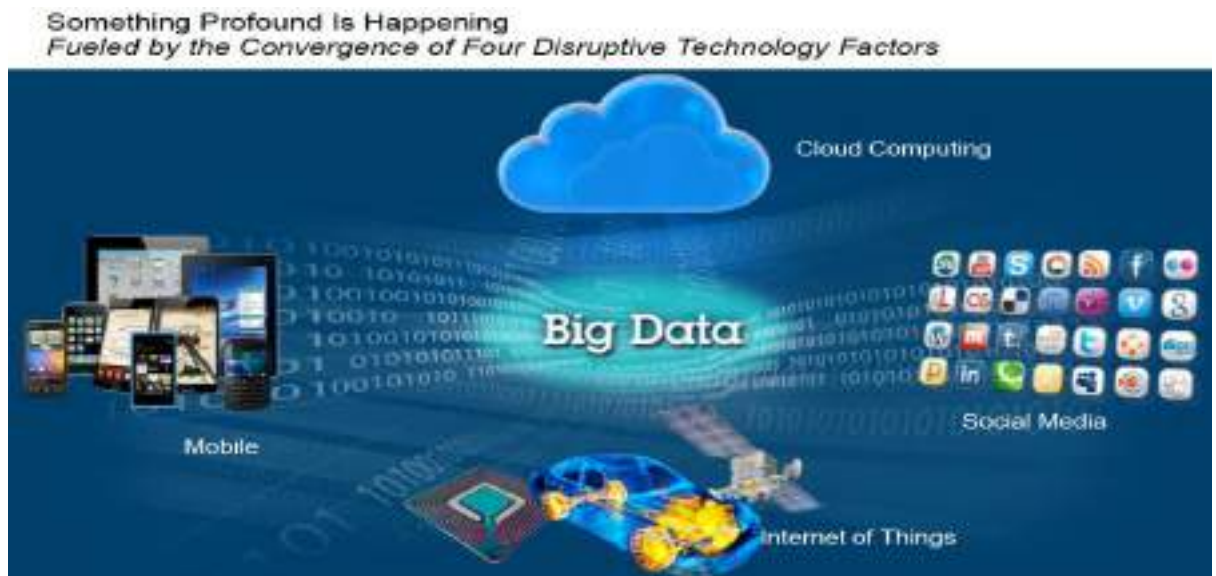 Something Profound Is Happening
Fueled by the Convergence of Four Disruptive Technology Factors
Cloud Computing
Big Data
Social Media
Mobile
Internet of Things